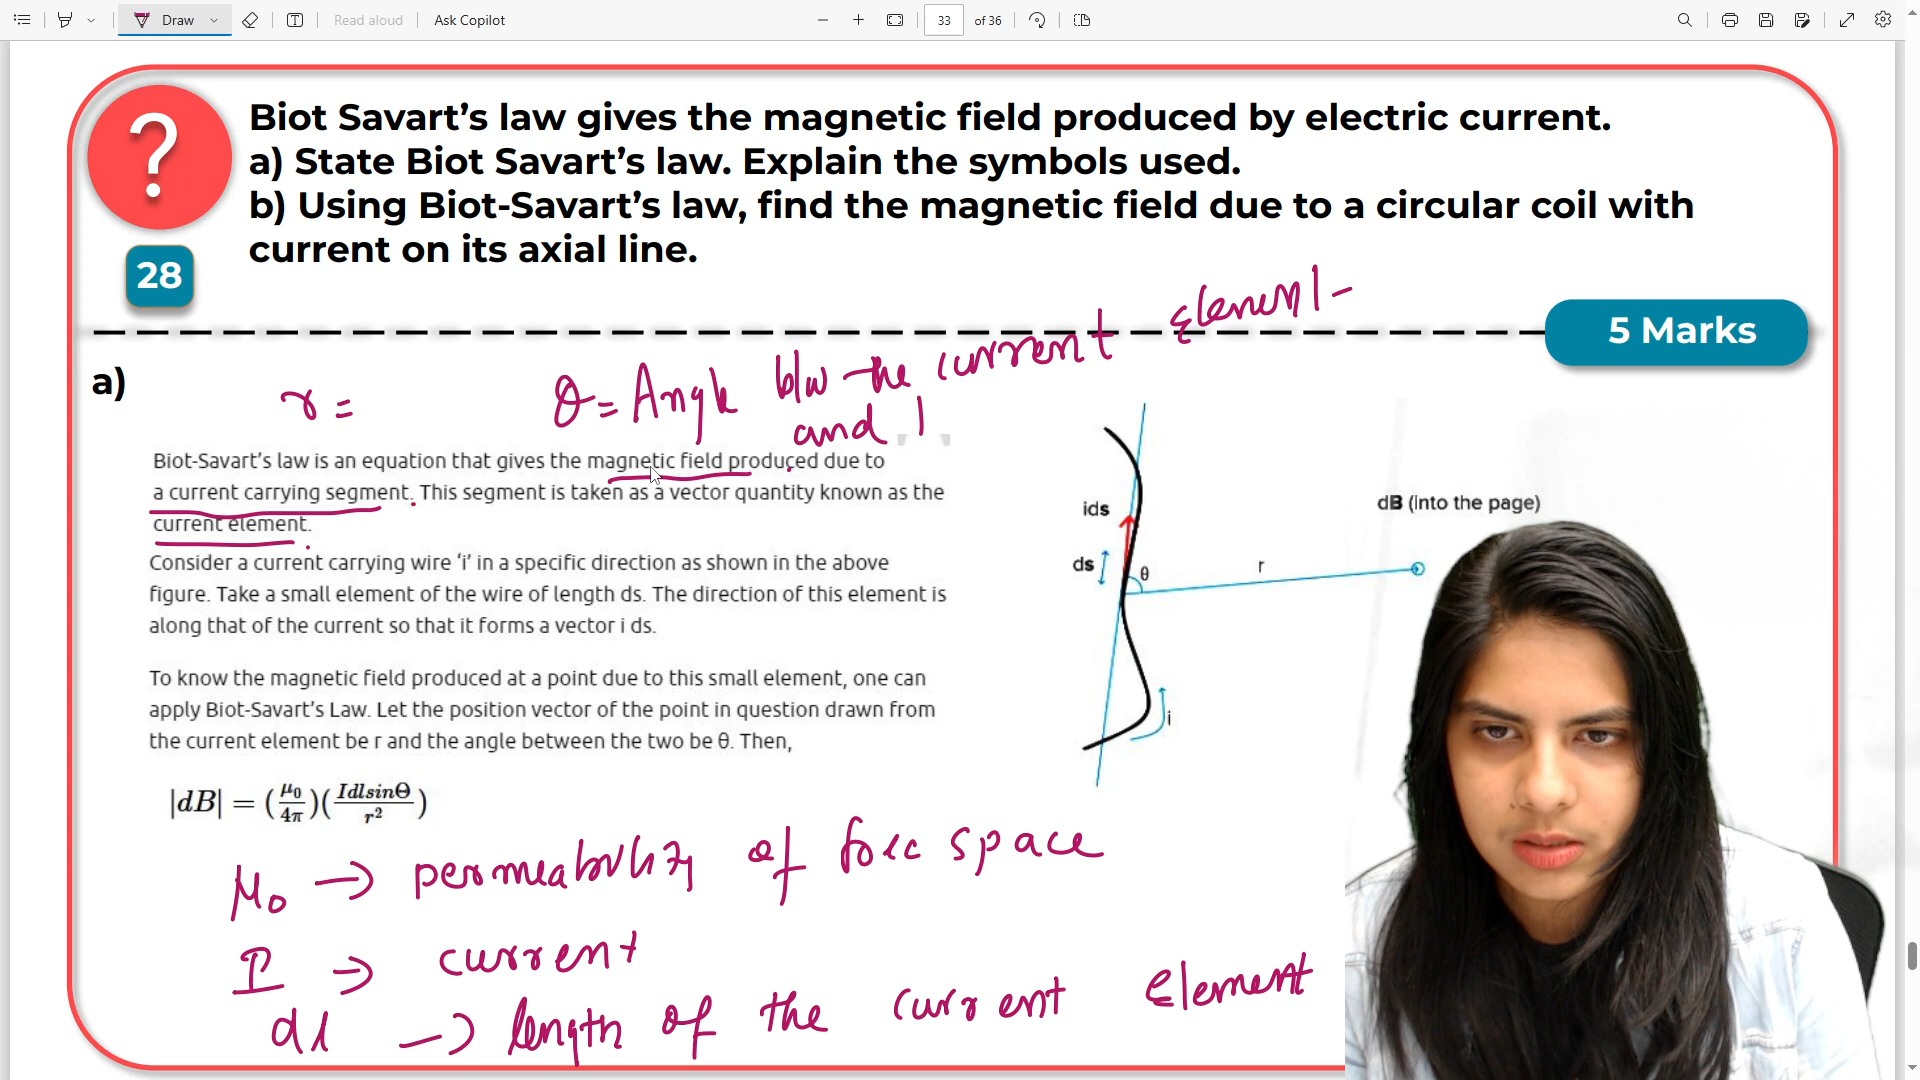 Draw
Read aloud
Ask Copilot
33 of 36
?
Biot Savart’s law gives the magnetic field produced by electric current.
a) State Biot Savart’s law. Explain the symbols used.
b) Using Biot-Savart’s law, find the magnetic field due to a circular coil with
current on its axial line.
28
5 Marks
a)
r =
θ = Angle b/w the current element
and
Biot-Savart’s law is an equation that gives the magnetic field produced due to
a current carrying segment. This segment is taken as a vector quantity known as the
current element.
Consider a current carrying wire ‘i’ in a specific direction as shown in the above
figure. Take a small element of the wire of length ds. The direction of this element is
along that of the current so that it forms a vector i ds.
To know the magnetic field produced at a point due to this small element, one can
apply Biot-Savart’s Law. Let the position vector of the point in question drawn from
the current element be r and the angle between the two be θ. Then,
|dB| = (μ0/4π)(IdlsinΘ/r²)
ids
ds
θ
r
dB (into the page)
i
μ0 → permeability of free space
I → current
dl → length of the current element